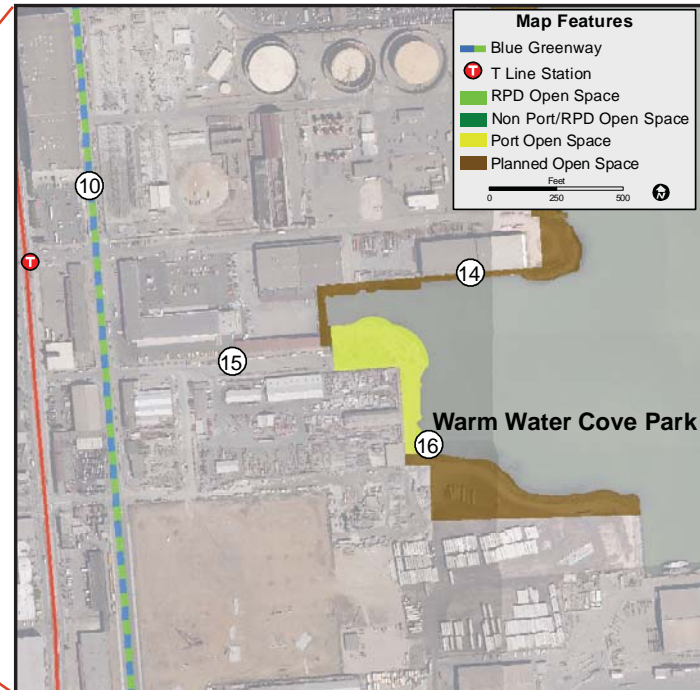 Map Features
Blue Greenway
T T Line Station
RPD Open Space
Non Port/RPD Open Space
Port Open Space
Planned Open Space
Feet
0 250 500
N
10
T
14
15
Warm Water Cove Park
16